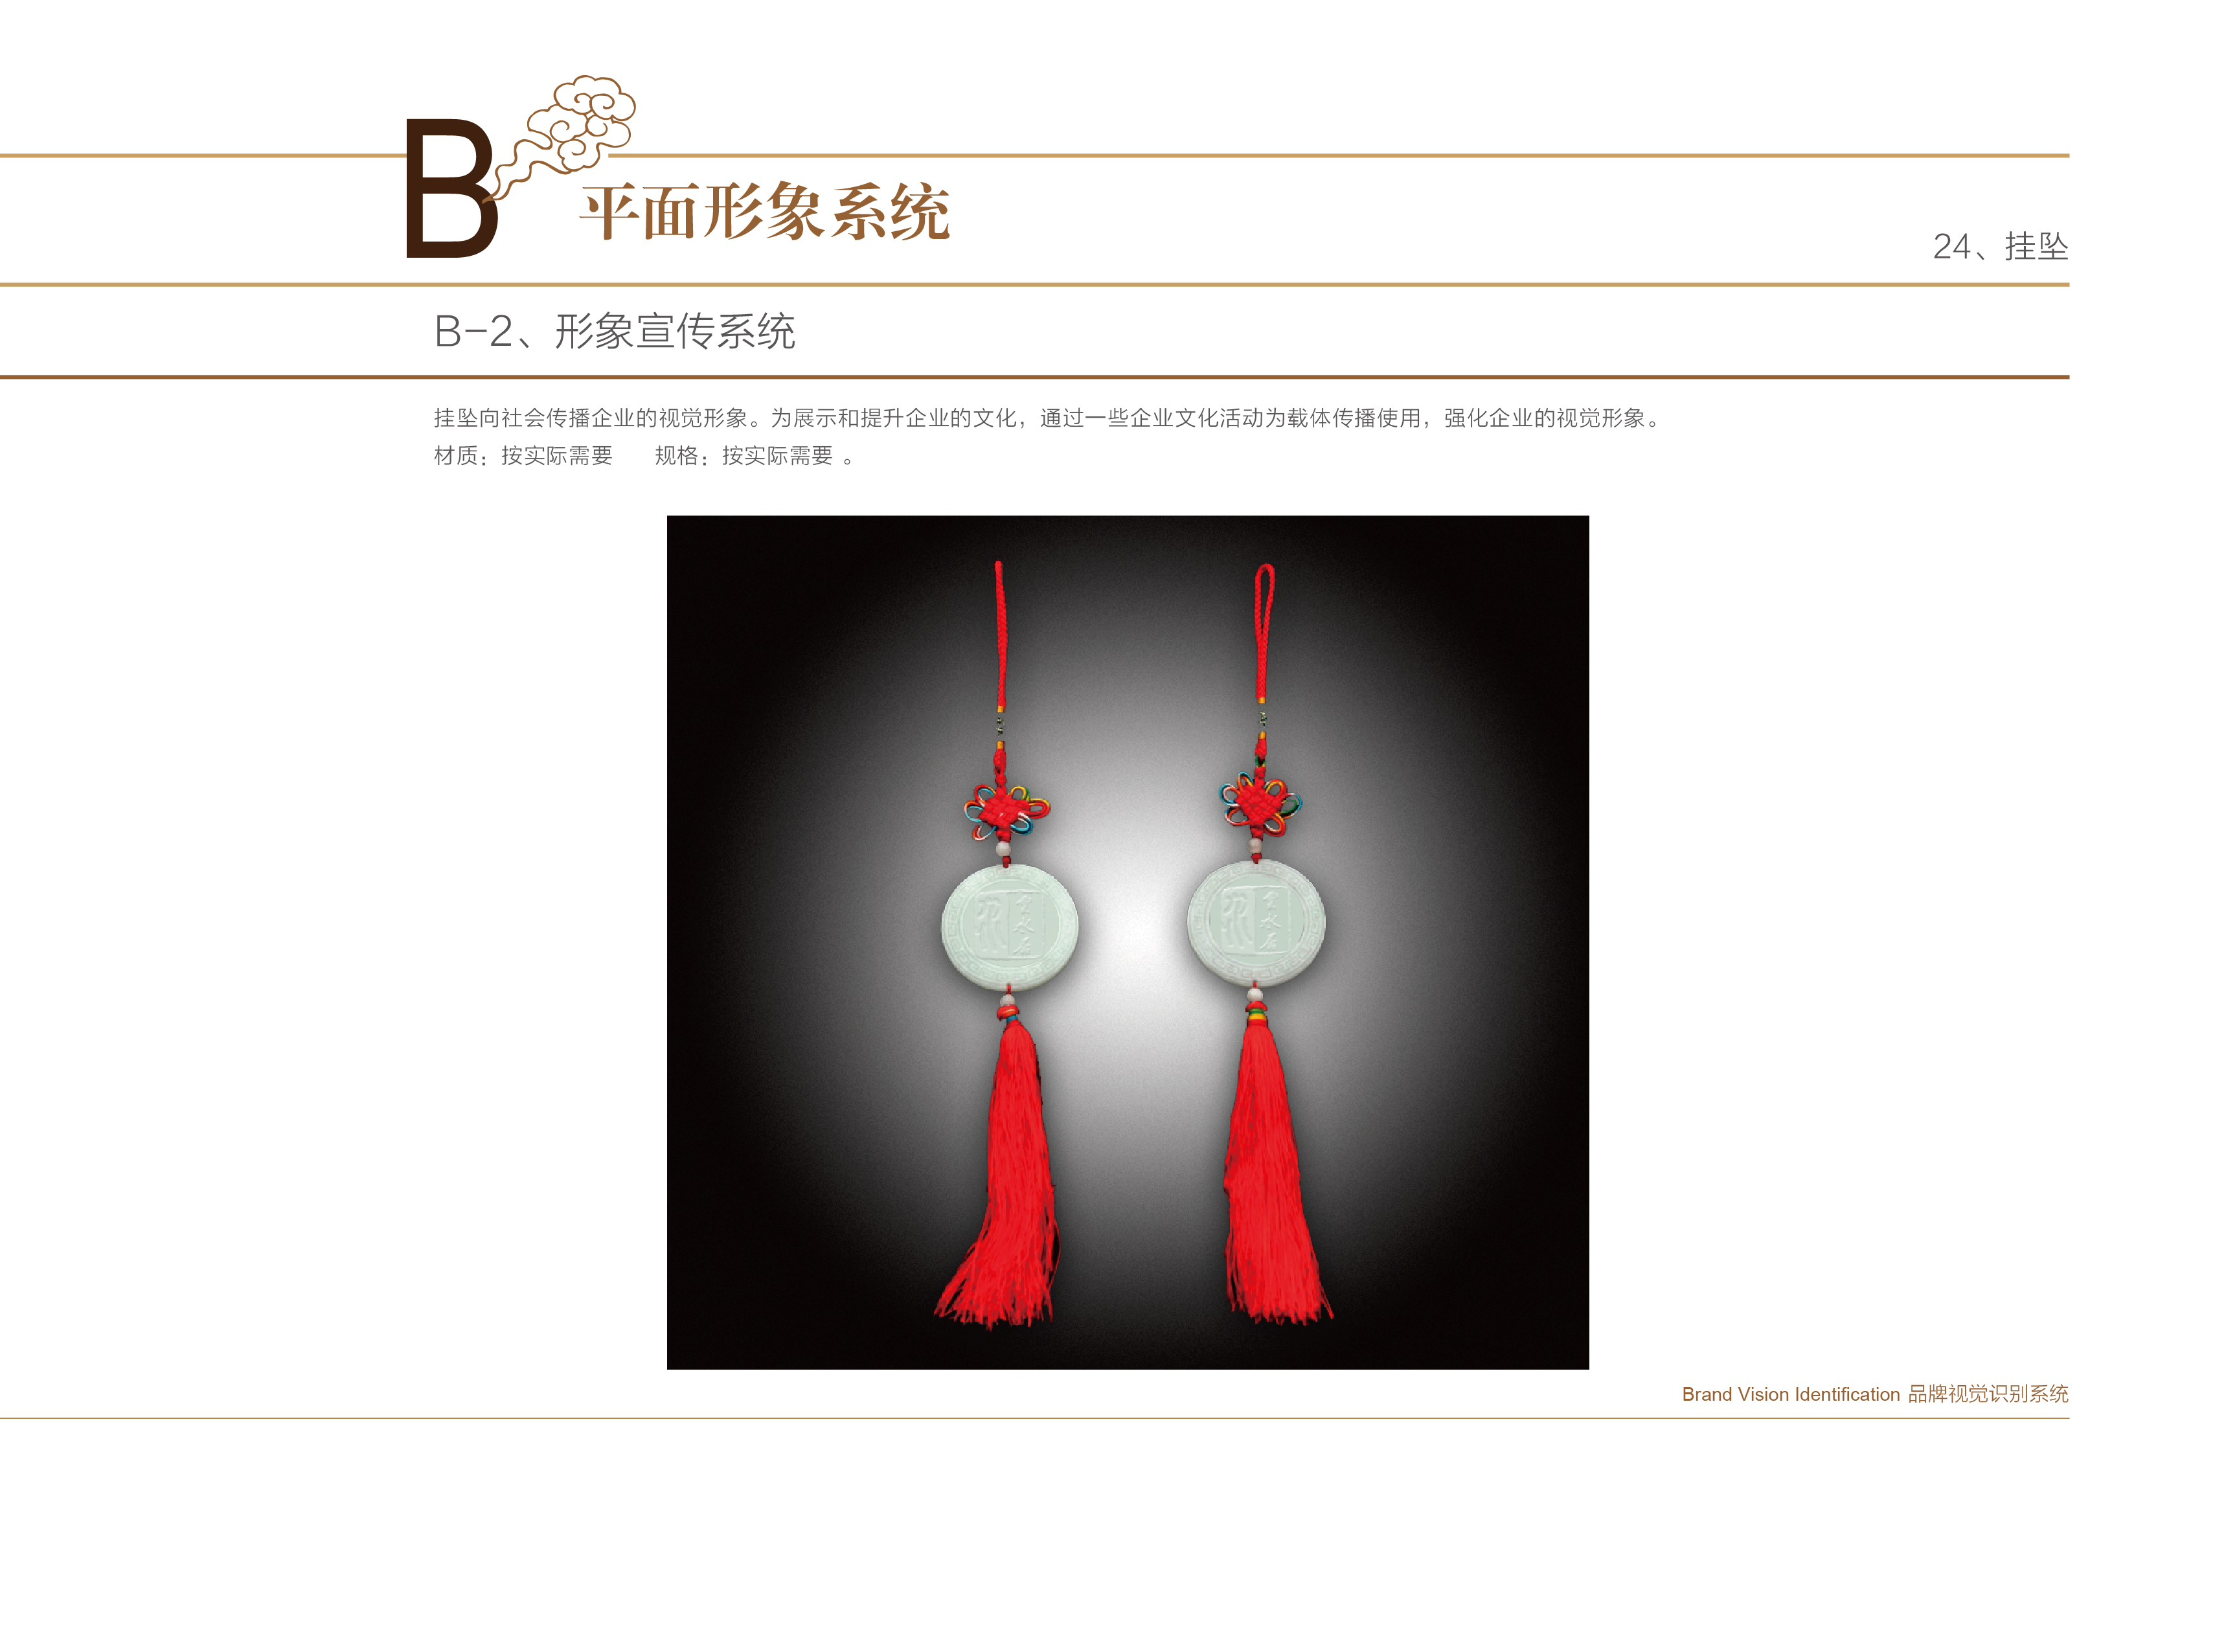 B
平面形象系统
24、挂坠
B-2、形象宣传系统
挂坠向社会传播企业的视觉形象。为展示和提升企业的文化，通过一些企业文化活动为载体传播使用，强化企业的视觉形象。
材质：按实际需要 规格：按实际需要 。
Brand Vision Identification 品牌视觉识别系统